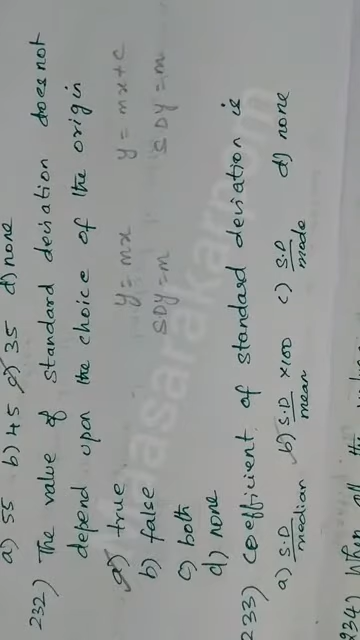 a) 55 b) 45 c) 35 d) none
232) The value of standard deviation does not
depend upon the choice of the origin
a) true y = mx y = mx + c
b) false SDy = m SDy = m
c) both
d) none
233) Coefficient of standard deviation is
a) S.D/median b) S.D/mean ×100 c) S.D/mode d) none
234) When all the
Maasarakarnein